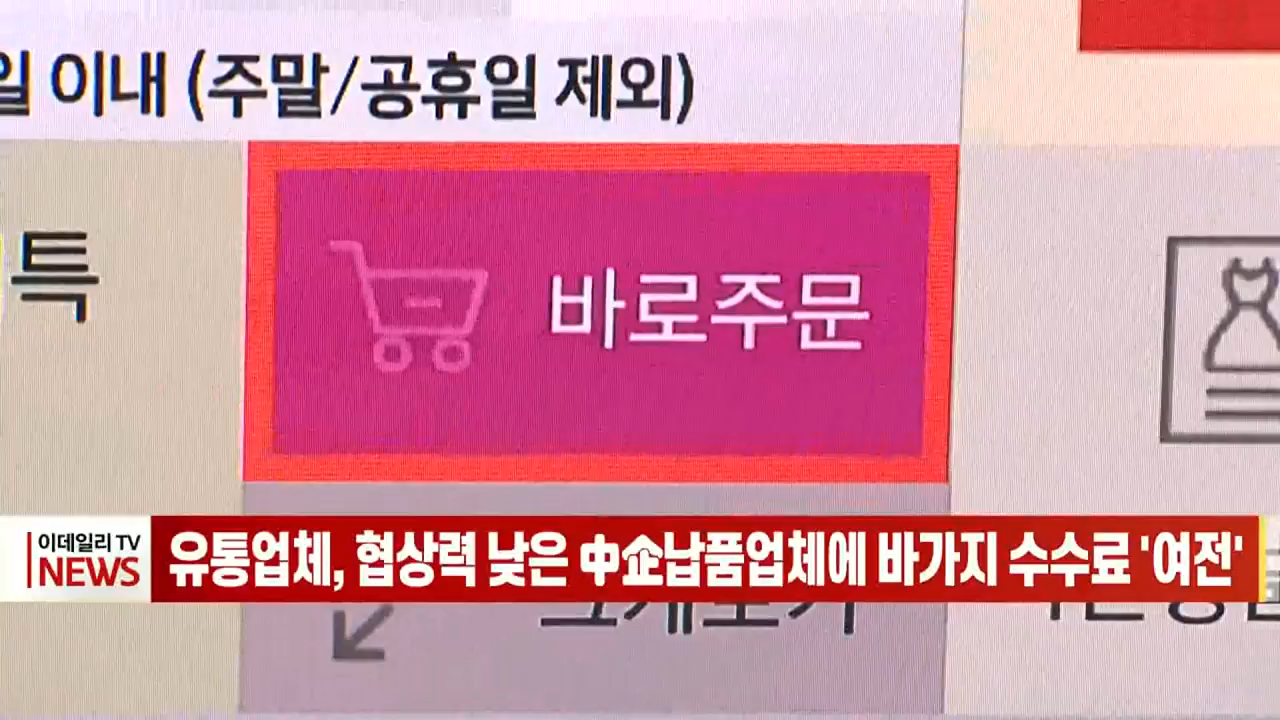 일 이내 (주말/공휴일 제외)
특
바로주문
이데일리 TV
NEWS
유통업체, 협상력 낮은 中企납품업체에 바가지 수수료 '여전'